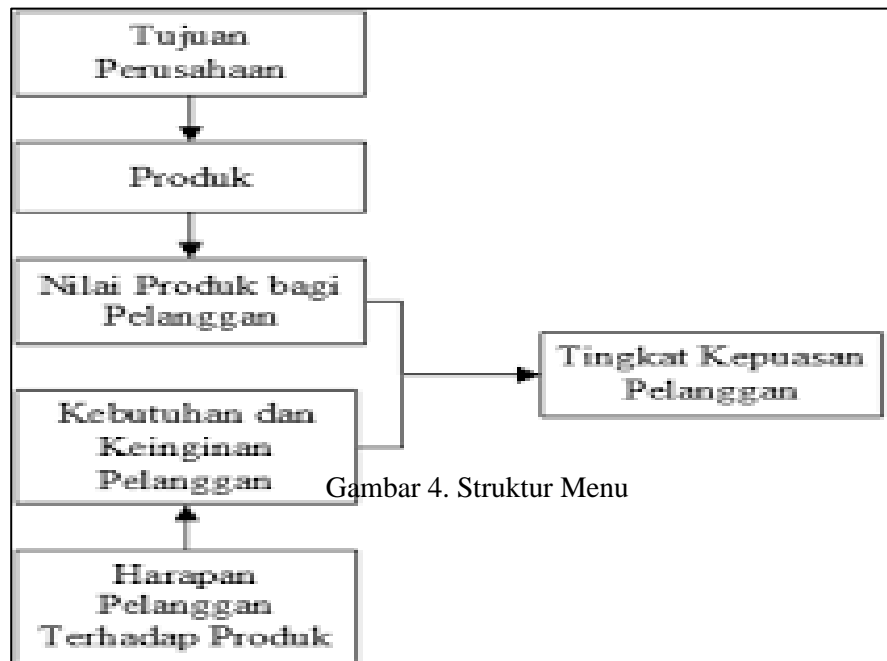 Tujuan
Perusahaan
Produk
Nilai Produk bagi
Pelanggan
Tingkat Kepuasan
Pelanggan
Kebutuhan dan
Keinginan
Pelanggan
Gambar 4. Struktur Menu
Harapan
Pelanggan
Terhadap Produk